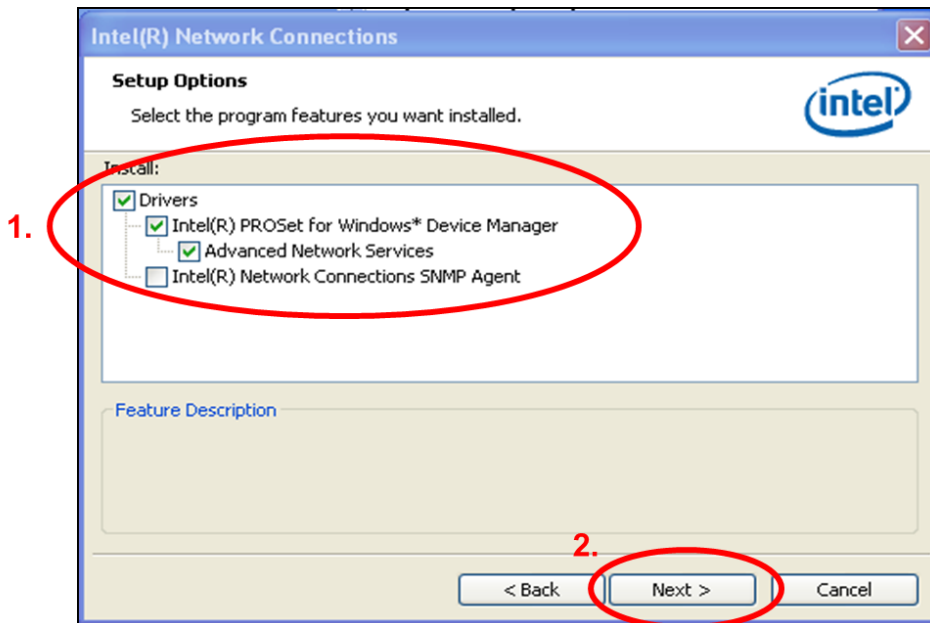 Intel(R) Network Connections
Setup Options
Select the program features you want installed.
intel
Install:
1.
Drivers
Intel(R) PROSet for Windows* Device Manager
Advanced Network Services
Intel(R) Network Connections SNMP Agent
Feature Description
2.
< Back
Next >
Cancel